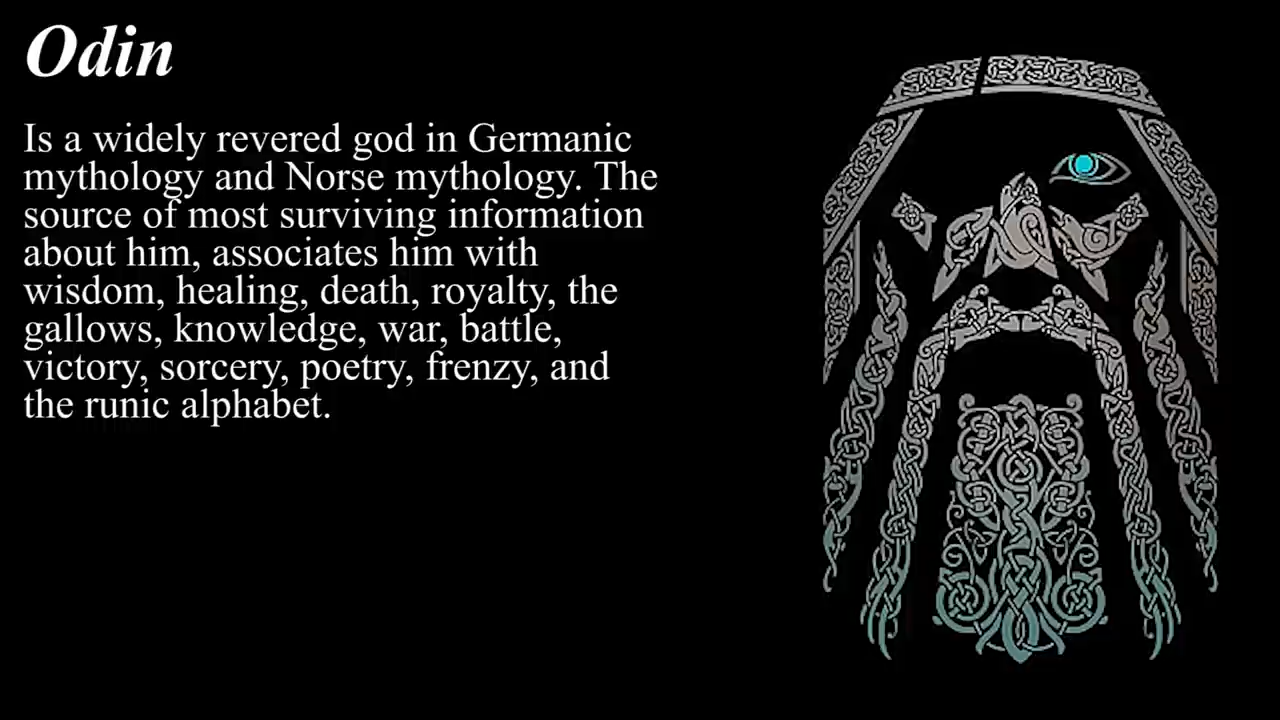 Odin
Is a widely revered god in Germanic
mythology and Norse mythology. The
source of most surviving information
about him, associates him with
wisdom, healing, death, royalty, the
gallows, knowledge, war, battle,
victory, sorcery, poetry, frenzy, and
the runic alphabet.